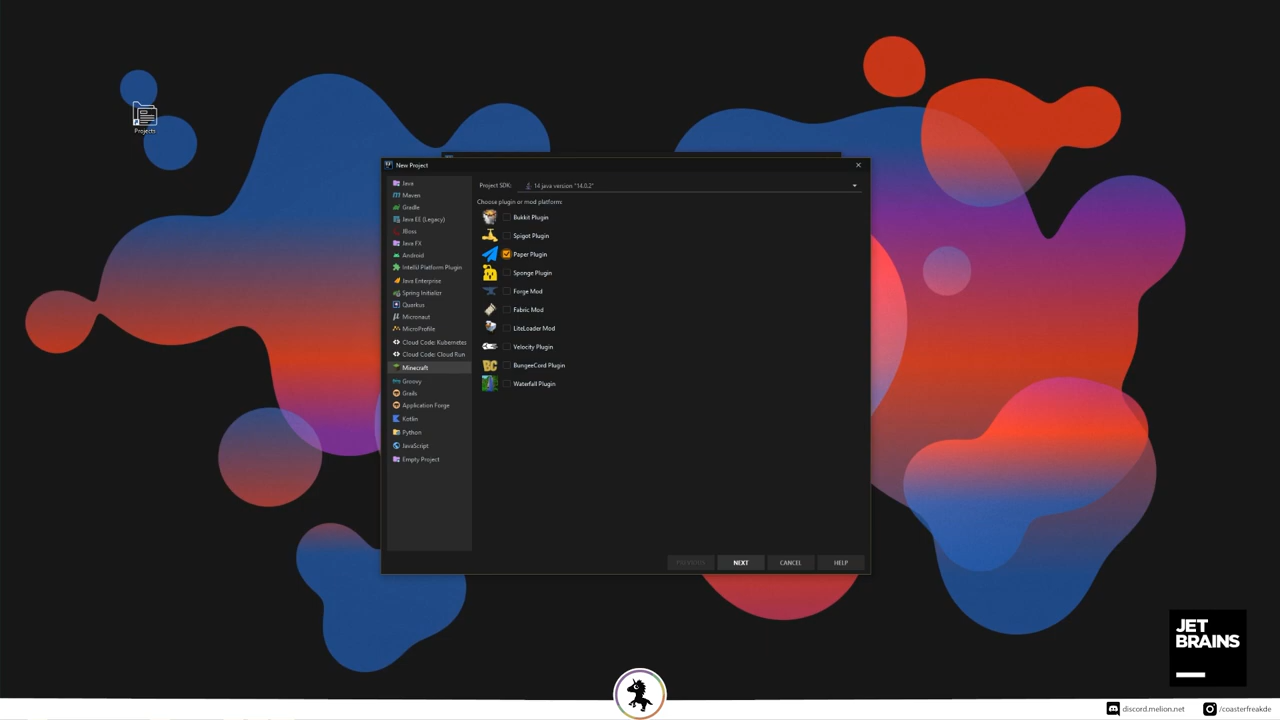 Projects
New Project
Java
Maven
Gradle
Java EE (Legacy)
JBoss
Java FX
Android
IntelliJ Platform Plugin
Java Enterprise
Spring Initializr
Quarkus
Micronaut
MicroProfile
Cloud Code: Kubernetes
Cloud Code: Cloud Run
Minecraft
Groovy
Grails
Application Forge
Kotlin
Python
JavaScript
Empty Project
Project SDK: 14 java version "14.0.2"
Choose plugin or mod platform:
Bukkit Plugin
Spigot Plugin
Paper Plugin
Sponge Plugin
Forge Mod
Fabric Mod
LiteLoader Mod
Velocity Plugin
BC BungeeCord Plugin
Waterfall Plugin
PREVIOUS NEXT CANCEL HELP
JET
BRAINS
discord.melion.net /coasterfreakde